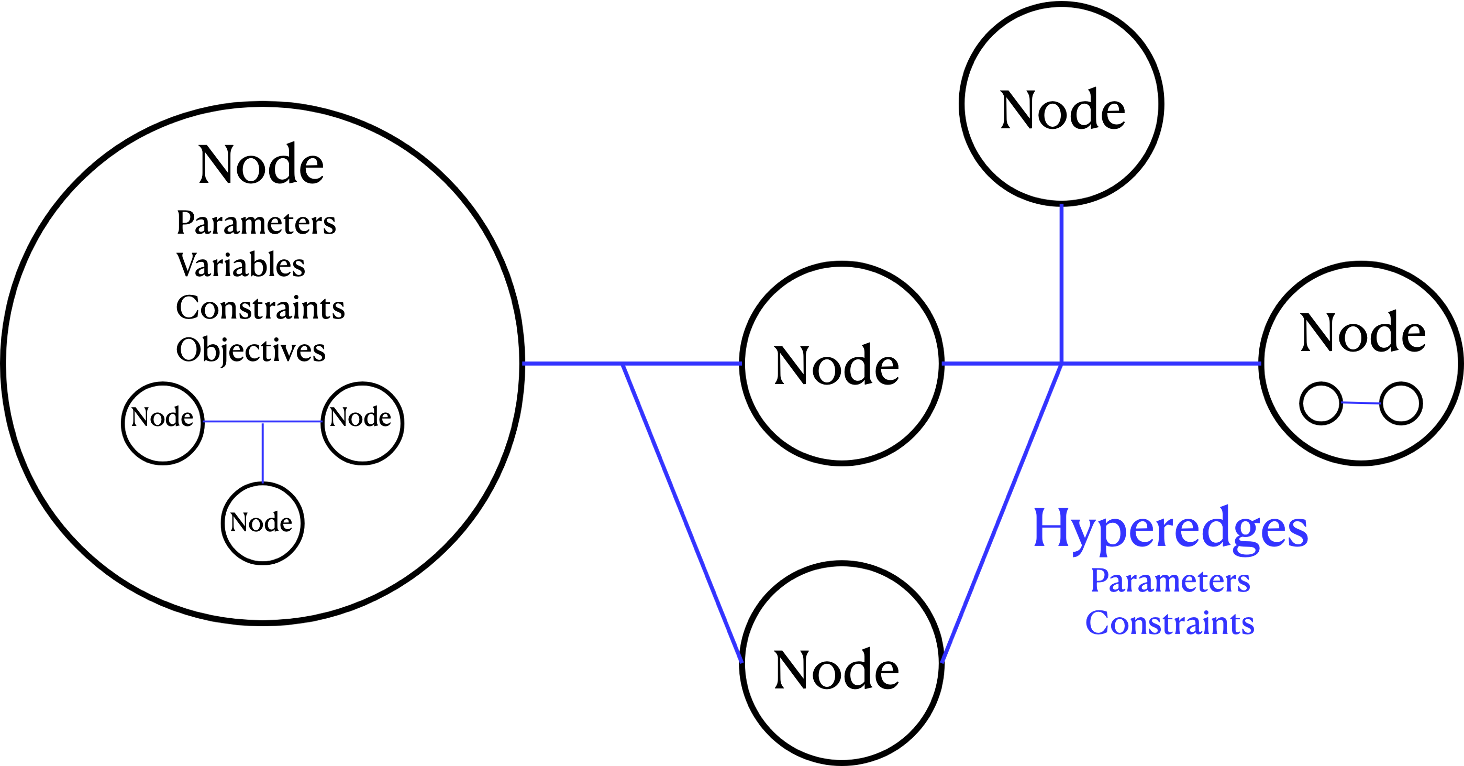 Node
Parameters
Variables
Constraints
Objectives
Node
Node
Node
Node
Node
Node
Node
Hyperedges
Parameters
Constraints